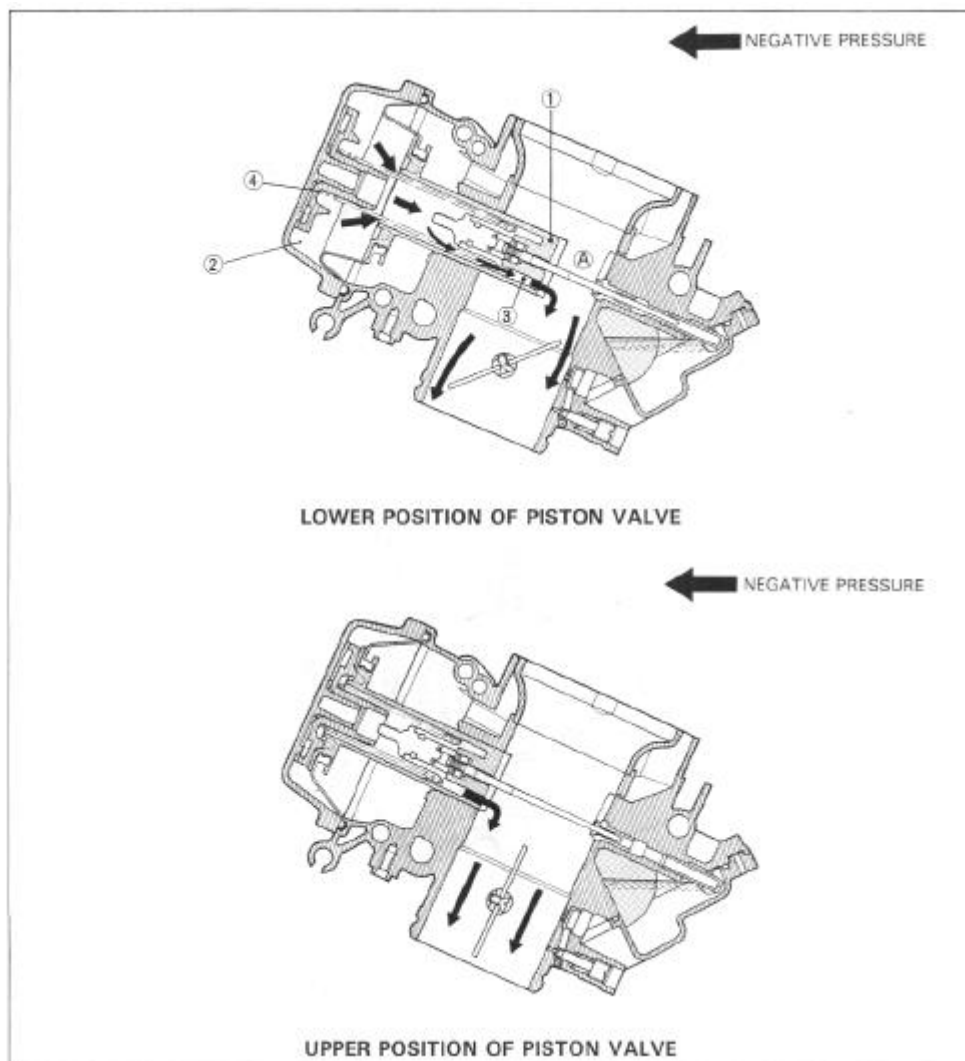 NEGATIVE PRESSURE
①
④
②
Ⓐ
③
LOWER POSITION OF PISTON VALVE
NEGATIVE PRESSURE
UPPER POSITION OF PISTON VALVE